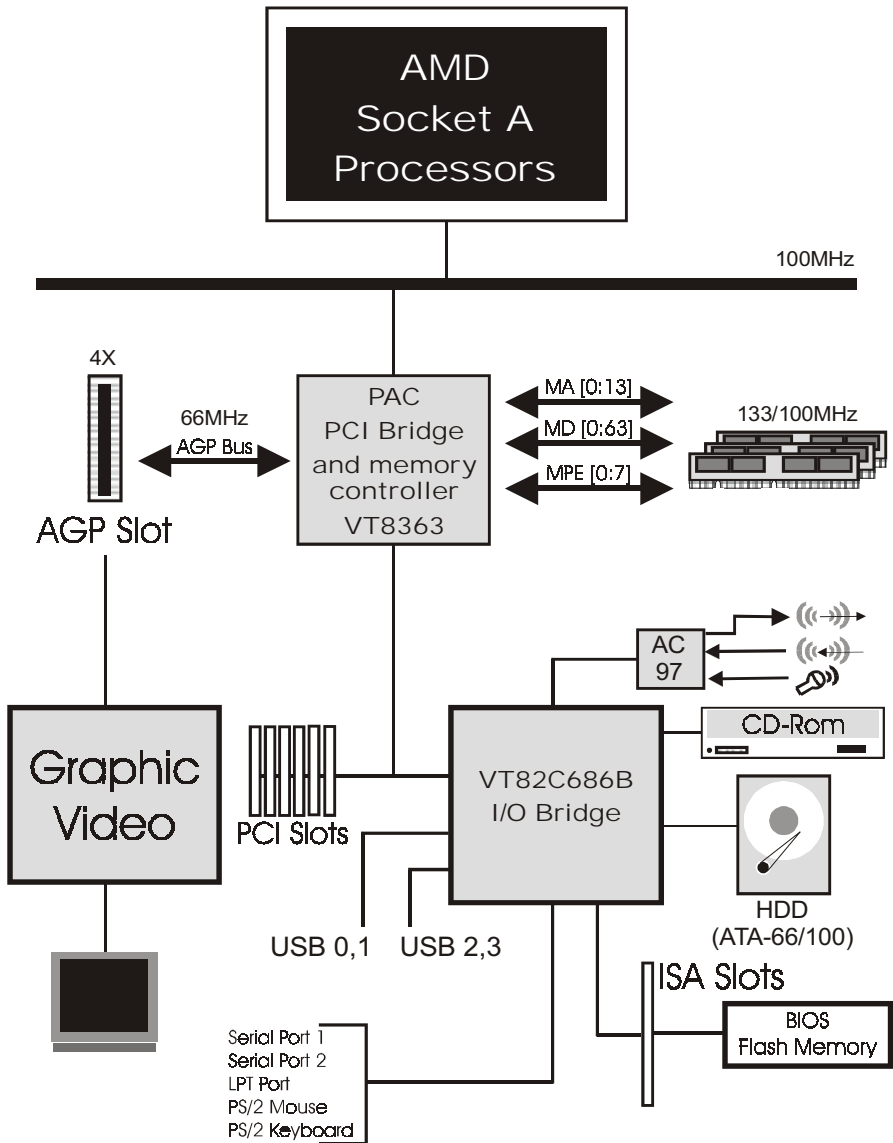 AMD
Socket A
Processors
100MHz
4X
66MHz
AGP Bus
AGP Slot
PAC
PCI Bridge
and memory
controller
VT8363
MA [0:13]
MD [0:63]
MPE [0:7]
133/100MHz
AC
97
CD-Rom
Graphic
Video
PCI Slots
VT82C686B
I/O Bridge
HDD
(ATA-66/100)
USB 0,1
USB 2,3
ISA Slots
BIOS
Flash Memory
Serial Port 1
Serial Port 2
LPT Port
PS/2 Mouse
PS/2 Keyboard